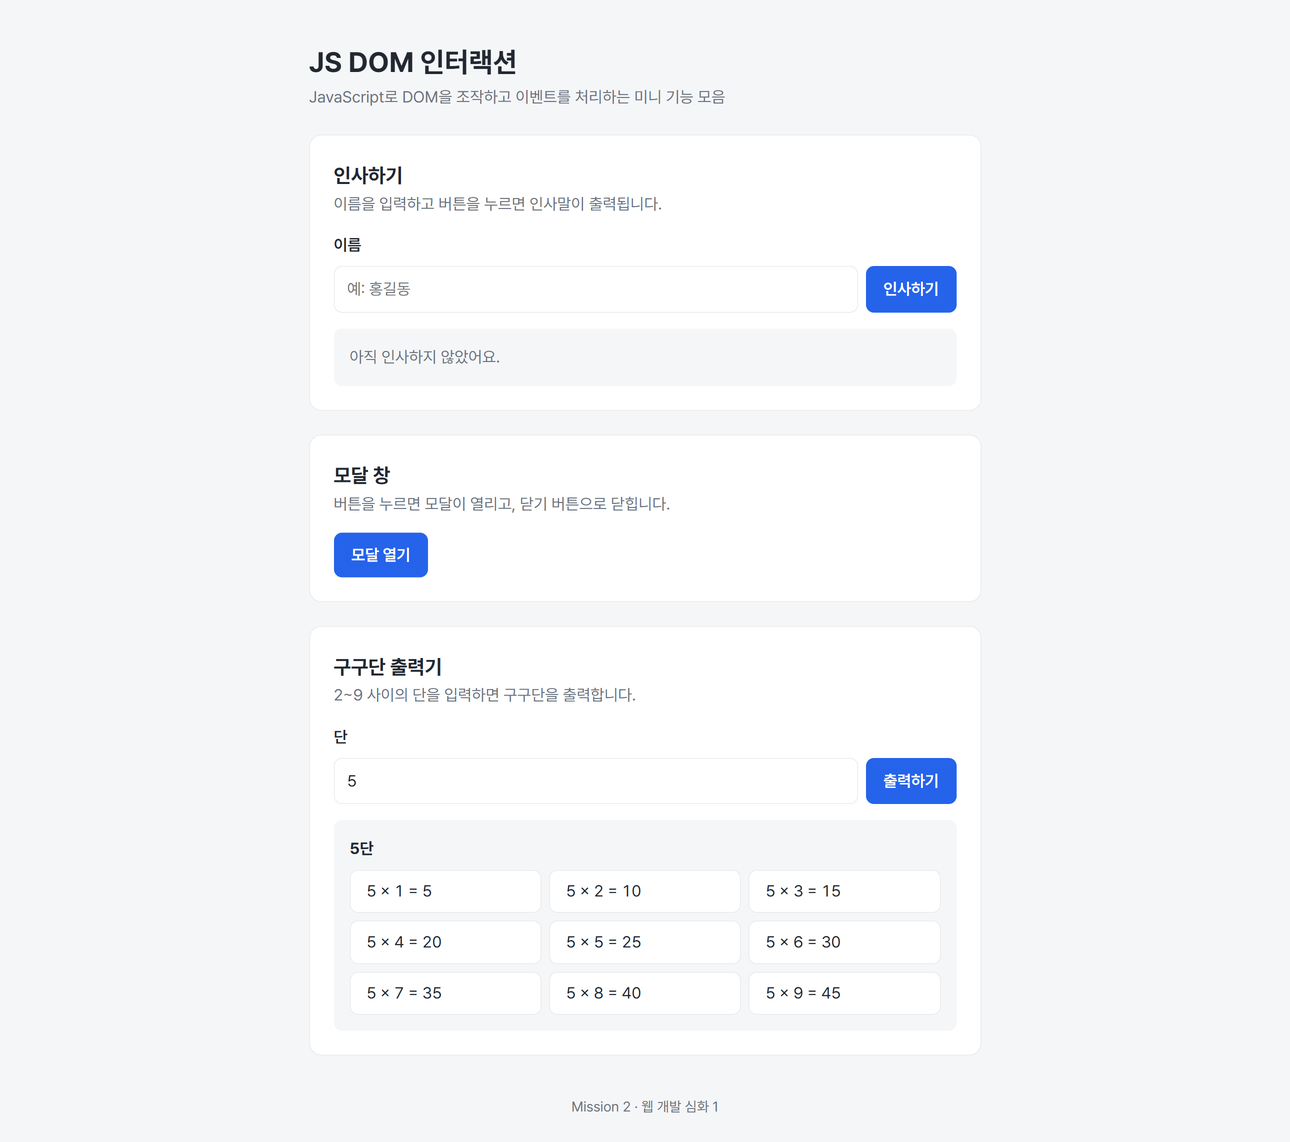 JS DOM 인터랙션
JavaScript로 DOM을 조작하고 이벤트를 처리하는 미니 기능 모음
인사하기
이름을 입력하고 버튼을 누르면 인사말이 출력됩니다.
이름
예: 홍길동
인사하기
아직 인사하지 않았어요.
모달 창
버튼을 누르면 모달이 열리고, 닫기 버튼으로 닫힙니다.
모달 열기
구구단 출력기
2~9 사이의 단을 입력하면 구구단을 출력합니다.
단
5
출력하기
5단
5 × 1 = 5
5 × 2 = 10
5 × 3 = 15
5 × 4 = 20
5 × 5 = 25
5 × 6 = 30
5 × 7 = 35
5 × 8 = 40
5 × 9 = 45
Mission 2 · 웹 개발 심화 1